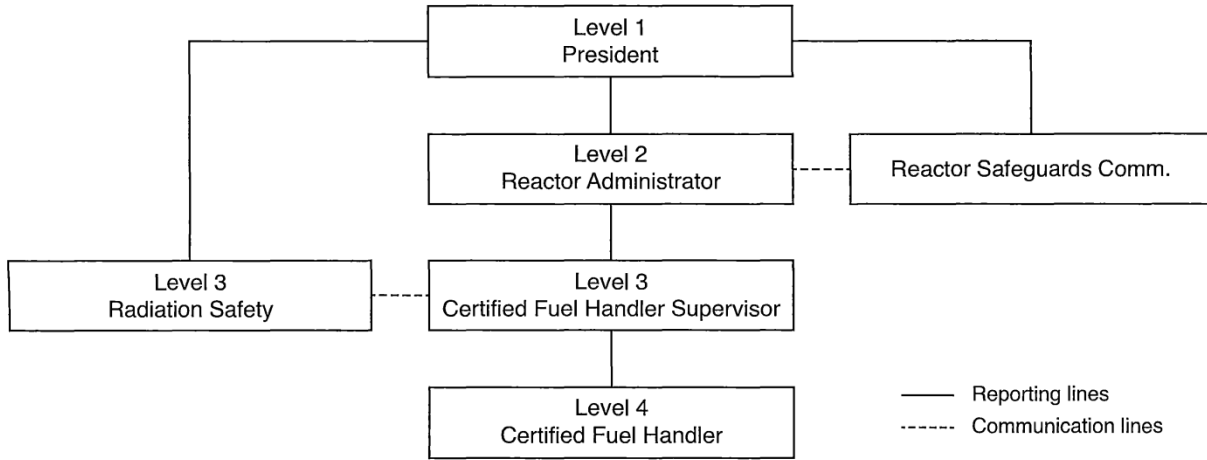 Level 1
President
Level 2
Reactor Administrator
Reactor Safeguards Comm.
Level 3
Radiation Safety
Level 3
Certified Fuel Handler Supervisor
Level 4
Certified Fuel Handler
Reporting lines
Communication lines